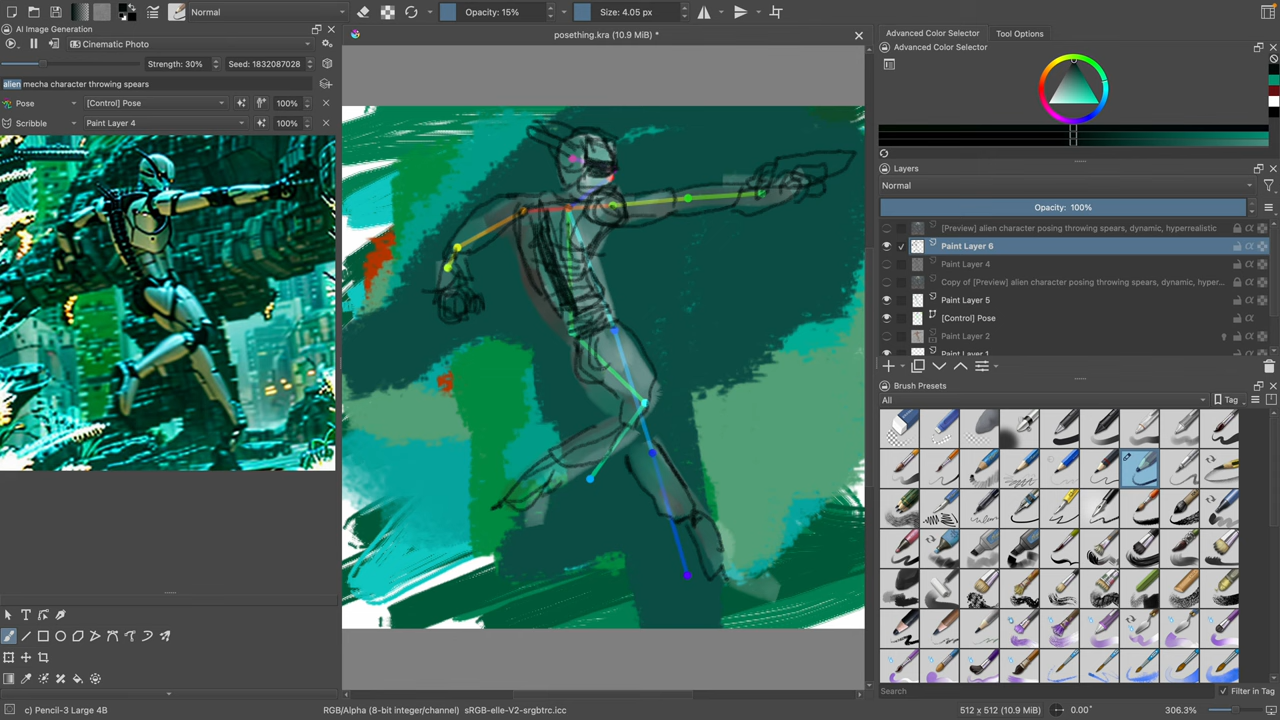 Normal
Opacity: 15%
Size: 4.05 px
AI Image Generation
Cinematic Photo
Strength: 30%
Seed: 1832087028
alien mecha character throwing spears
Pose
[Control] Pose
100%
Scribble
Paint Layer 4
100%
posething.kra (10.9 MiB) *
Advanced Color Selector
Tool Options
Advanced Color Selector
Layers
Normal
Opacity: 100%
[Preview] alien character posing throwing spears, dynamic, hyperrealistic
Paint Layer 6
Paint Layer 4
Copy of [Preview] alien character posing throwing spears, dynamic, hyper...
Paint Layer 5
[Control] Pose
Paint Layer 2
Paint Layer 1
Brush Presets
All
Tag
Search
Filter in Tag
c) Pencil-3 Large 4B
RGB/Alpha (8-bit integer/channel) sRGB-elle-V2-srgbtrc.icc
512 x 512 (10.9 MiB)
0.00°
306.3%